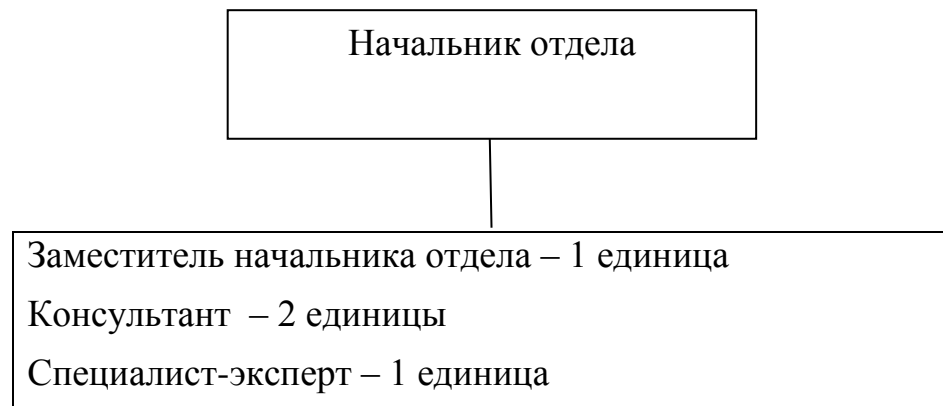 Начальник отдела
Заместитель начальника отдела – 1 единица
Консультант – 2 единицы
Специалист-эксперт – 1 единица